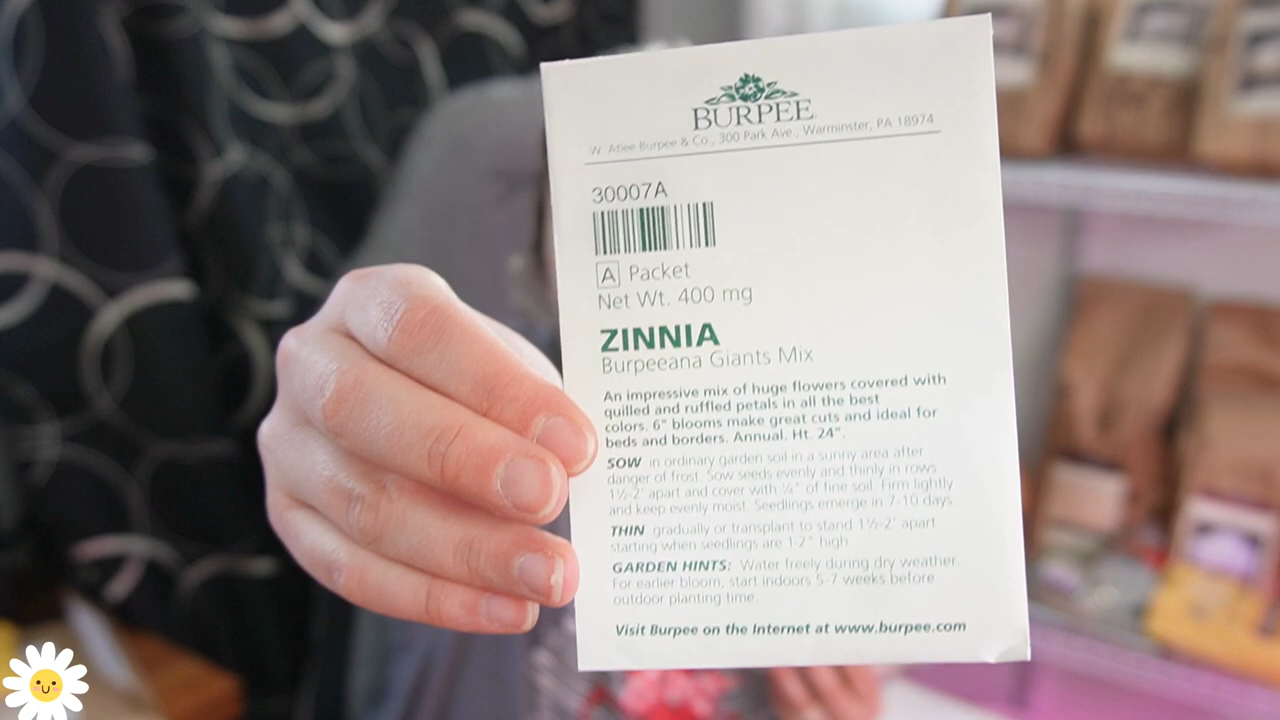 BURPEE
W. Atlee Burpee & Co., 300 Park Ave., Warminster, PA 18974
30007A
A Packet
Net Wt. 400 mg
ZINNIA
Burpeeana Giants Mix
An impressive mix of huge flowers covered with
quilled and ruffled petals in all the best
colors. 6" blooms make great cuts and ideal for
beds and borders. Annual. Ht. 24".
SOW in ordinary garden soil in a sunny area after
danger of frost. Sow seeds evenly and thinly in rows
1½-2' apart and cover with ¼" of fine soil. Firm lightly
and keep evenly moist. Seedlings emerge in 7-10 days.
THIN gradually or transplant to stand 1½-2' apart
starting when seedlings are 1-2" high.
GARDEN HINTS: Water freely during dry weather.
For earlier bloom, start indoors 5-7 weeks before
outdoor planting time.
Visit Burpee on the Internet at www.burpee.com